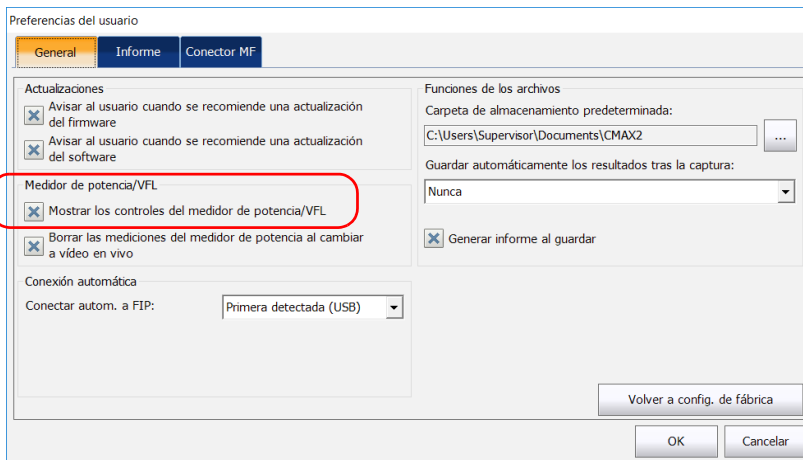 Preferencias del usuario
General
Informe
Conector MF
Actualizaciones
Avisar al usuario cuando se recomiende una actualización
del firmware
Avisar al usuario cuando se recomiende una actualización
del software
Medidor de potencia/VFL
Mostrar los controles del medidor de potencia/VFL
Borrar las mediciones del medidor de potencia al cambiar
a vídeo en vivo
Conexión automática
Conectar autom. a FIP:
Primera detectada (USB)
Funciones de los archivos
Carpeta de almacenamiento predeterminada:
C:\Users\Supervisor\Documents\CMAX2
...
Guardar automáticamente los resultados tras la captura:
Nunca
Generar informe al guardar
Volver a config. de fábrica
OK
Cancelar